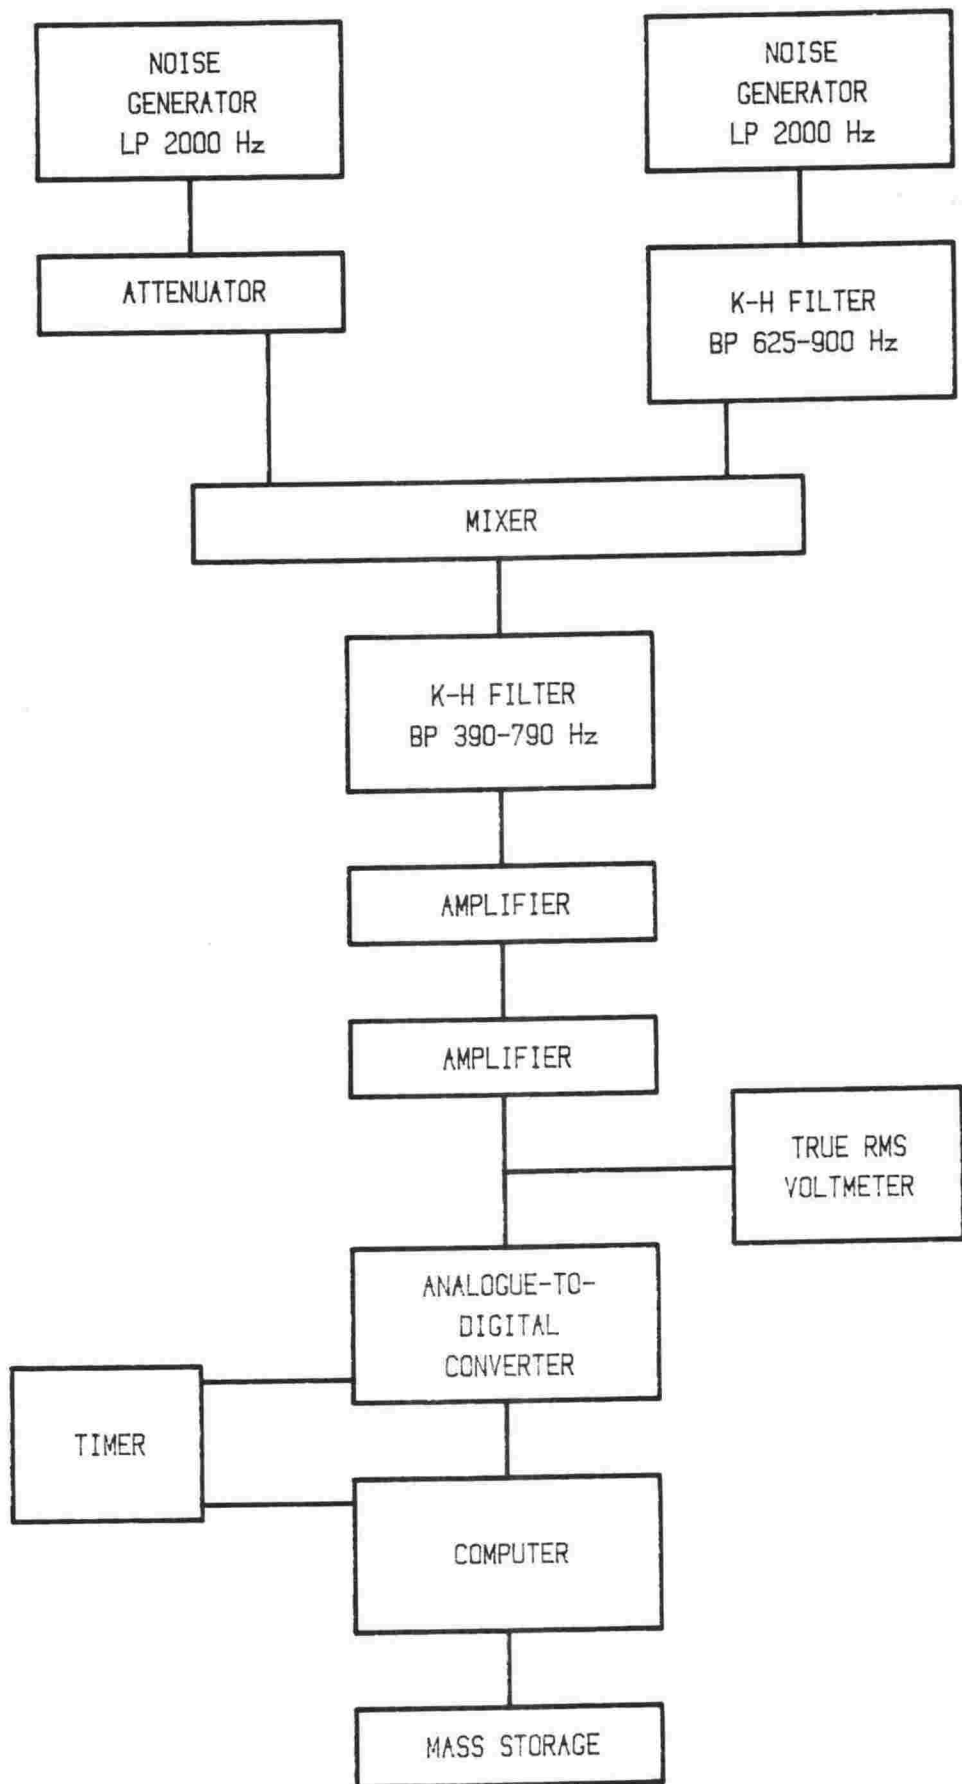 NOISE
GENERATOR
LP 2000 Hz
NOISE
GENERATOR
LP 2000 Hz
ATTENUATOR
K-H FILTER
BP 625-900 Hz
MIXER
K-H FILTER
BP 390-790 Hz
AMPLIFIER
AMPLIFIER
TRUE RMS
VOLTMETER
ANALOGUE-TO-
DIGITAL
CONVERTER
TIMER
COMPUTER
MASS STORAGE